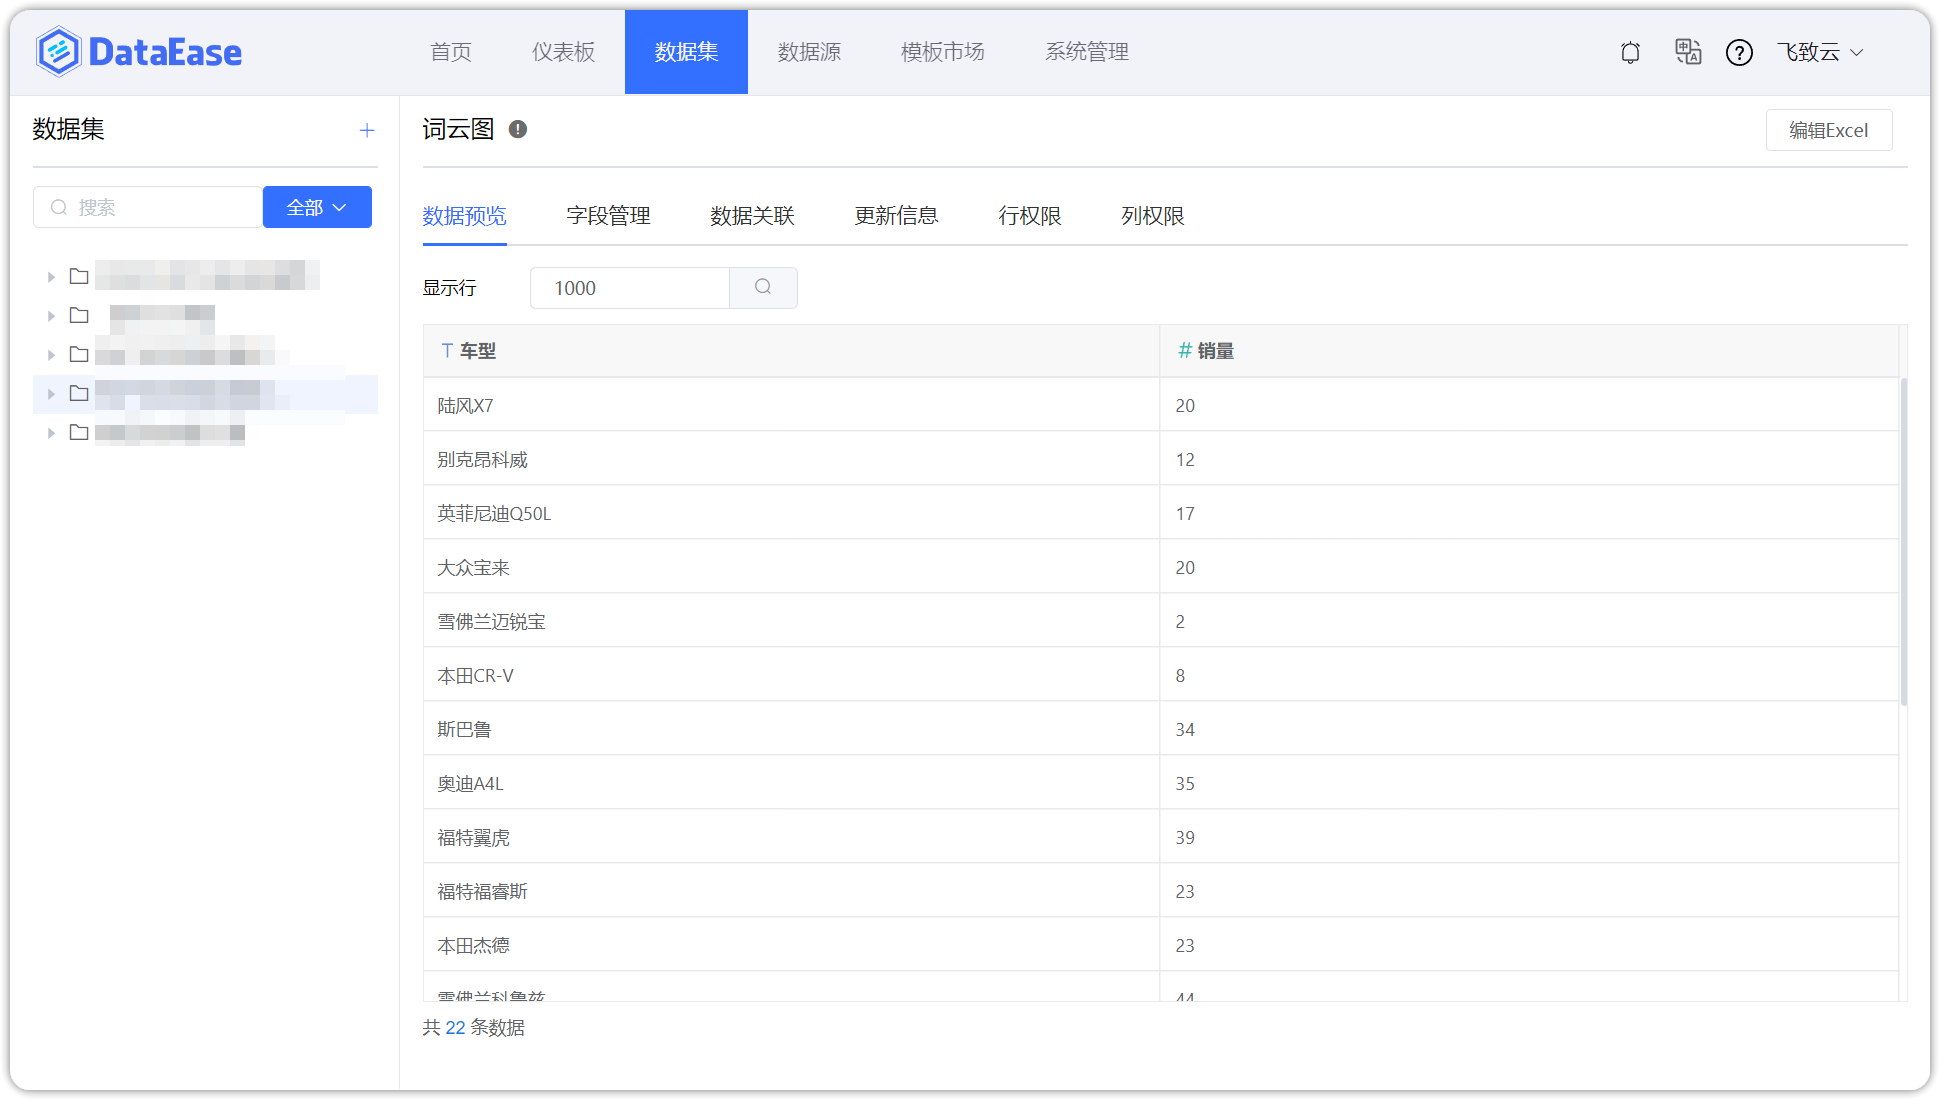 DataEase 首页 仪表板 数据集 数据源 模板市场 系统管理 飞致云
数据集
搜索 全部
词云图 编辑Excel
数据预览 字段管理 数据关联 更新信息 行权限 列权限
显示行 1000
车型 销量
陆风X7 20
别克昂科威 12
英菲尼迪Q50L 17
大众宝来 20
雪佛兰迈锐宝 2
本田CR-V 8
斯巴鲁 34
奥迪A4L 35
福特翼虎 39
福特福睿斯 23
本田杰德 23
雪佛兰科鲁兹 44
共 22 条数据